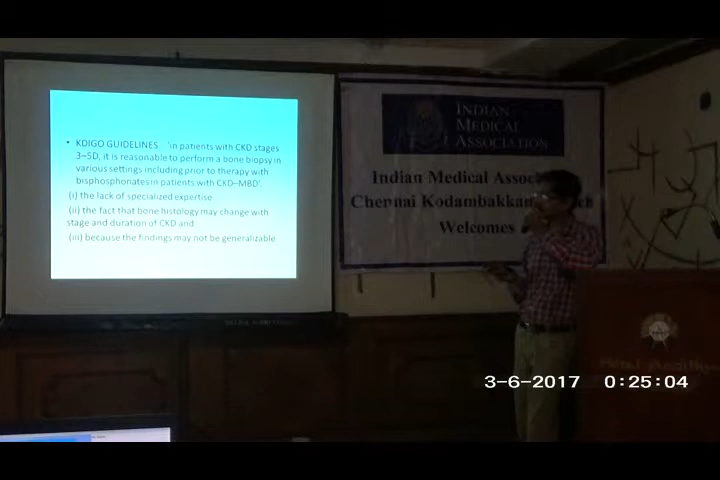 • KDIGO GUIDELINES 'in patients with CKD stages
3–5D, it is reasonable to perform a bone biopsy in
various settings including prior to therapy with
bisphosphonates in patients with CKD–MBD'.
(i) the lack of specialized expertise
(ii) the fact that bone histology may change with
stage and duration of CKD and
(iii) because the findings may not be generalizable
INDIAN
MEDICAL
ASSOCIATION
Indian Medical
Chennai Kodambakkam
Welcomes
3-6-2017 0:25:04